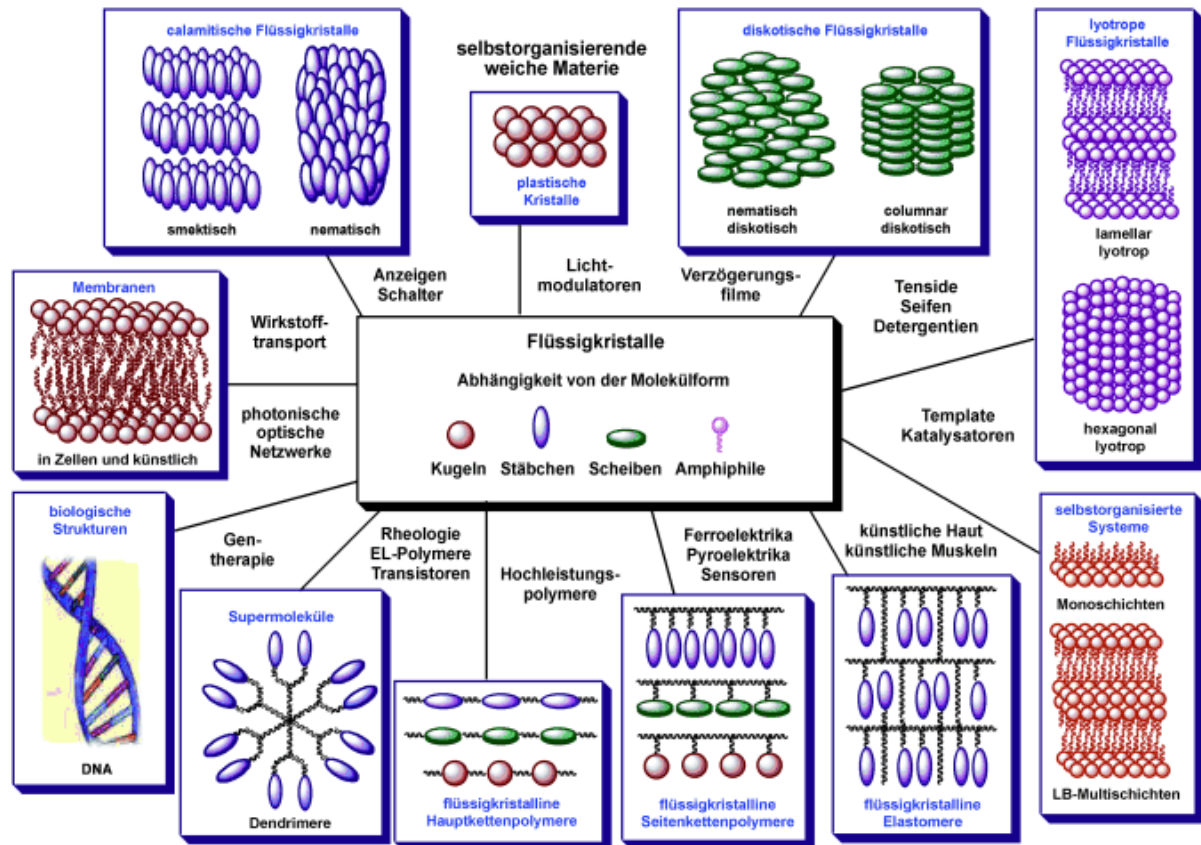 calamitische Flüssigkristalle
smektisch
nematisch
selbstorganisierende
weiche Materie
plastische
Kristalle
diskotische Flüssigkristalle
nematisch
diskotisch
columnar
diskotisch
lyotrope
Flüssigkristalle
lamellar
lyotrop
hexagonal
lyotrop
Anzeigen
Schalter
Licht-
modulatoren
Verzögerungs-
filme
Tenside
Seifen
Detergentien
Membranen
in Zellen und künstlich
Wirkstoff-
transport
photonische
optische
Netzwerke
Flüssigkristalle
Abhängigkeit von der Molekülform
Kugeln
Stäbchen
Scheiben
Amphiphile
Template
Katalysatoren
biologische
Strukturen
DNA
Gen-
therapie
Rheologie
EL-Polymere
Transistoren
Hochleistungs-
polymere
Ferroelektrika
Pyroelektrika
Sensoren
künstliche Haut
künstliche Muskeln
selbstorganisierte
Systeme
Monoschichten
LB-Multischichten
Supermoleküle
Dendrimere
flüssigkristalline
Hauptkettenpolymere
flüssigkristalline
Seitenkettenpolymere
flüssigkristalline
Elastomere